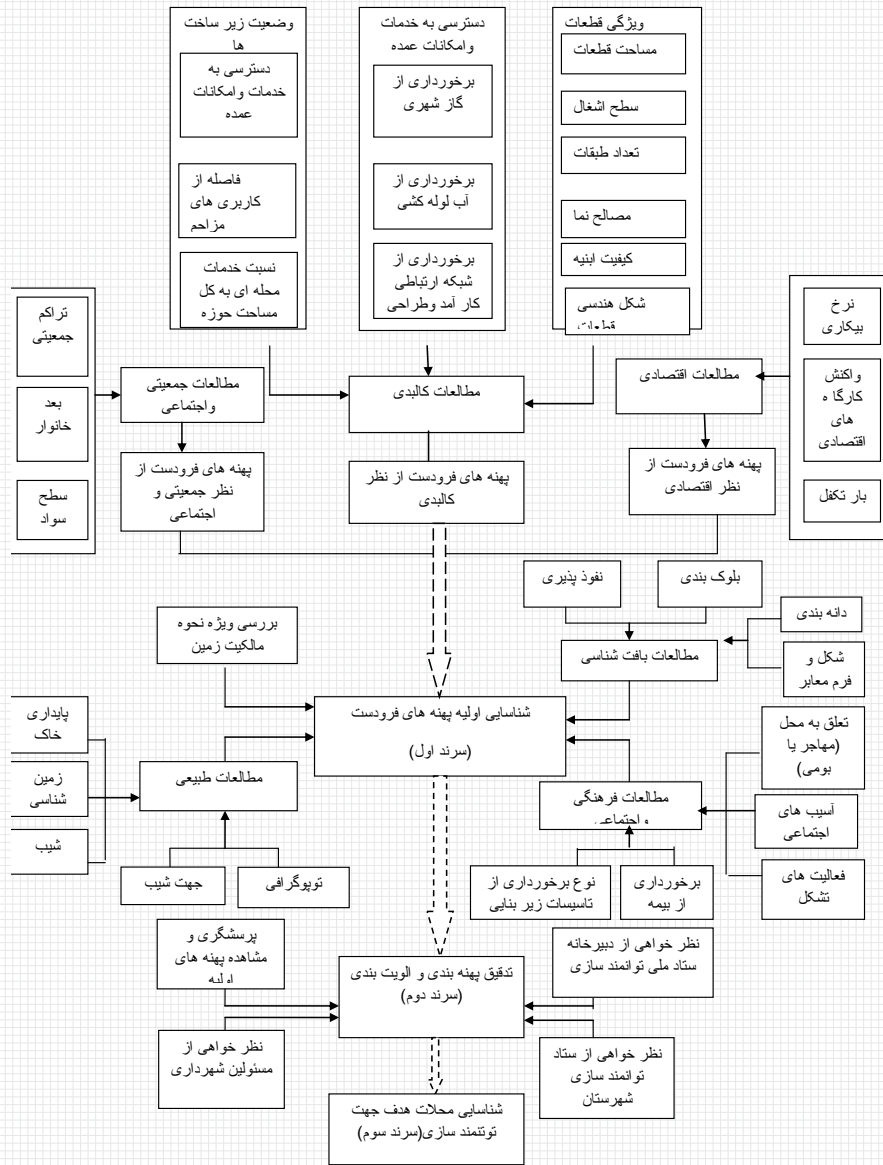 ویژگی قطعات
مساحت قطعات
سطح اشغال
تعداد طبقات
مصالح نما
کیفیت ابنیه
شکل هندسی
قطعات
دسترسی به خدمات
وامکانات عمده
برخورداری از
گاز شهری
برخورداری از
آب لوله کشی
برخورداری از
شبکه ارتباطی
کار آمد وطراحی
وضعیت زیر ساخت
ها
دسترسی به
خدمات وامکانات
عمده
فاصله از
کاربری های
مزاحم
نسبت خدمات
محله ای به کل
مساحت حوزه
نرخ
بیکاری
واکنش
کارگا ه
های
اقتصادی
بار تکفل
مطالعات اقتصادی
مطالعات کالبدی
مطالعات جمعیتی
واجتماعی
تراکم
جمعیتی
بعد
خانوار
سطح
سواد
پهنه های فرودست از
نظر اقتصادی
پهنه های فرودست از نظر
کالبدی
پهنه های فرودست از
نظر جمعیتی و
اجتماعی
بلوک بندی
نفوذ پذیری
دانه بندی
شکل و
فرم معابر
مطالعات بافت شناسی
بررسی ویژه نحوه
مالکیت زمین
شناسایی اولیه پهنه های فرودست
(سرند اول)
تعلق به محل
(مهاجر یا
بومی)
آسیب های
اجتماعی
فعالیت های
تشکل
مطالعات فرهنگی
و اجتماعی
برخورداری
از بیمه
نوع برخورداری از
تاسیسات زیر بنایی
پایداری
خاک
زمین
شناسی
شیب
مطالعات طبیعی
توپوگرافی
جهت شیب
نظر خواهی از دبیرخانه
ستاد ملی توانمند سازی
پرسشگری و
مشاهده پهنه های
اولیه
تدقیق پهنه بندی و الویت بندی
(سرند دوم)
نظر خواهی از ستاد
توانمند سازی
شهرستان
نظر خواهی از
مسئولین شهرداری
شناسایی محلات هدف جهت
توتنمند سازی(سرند سوم)